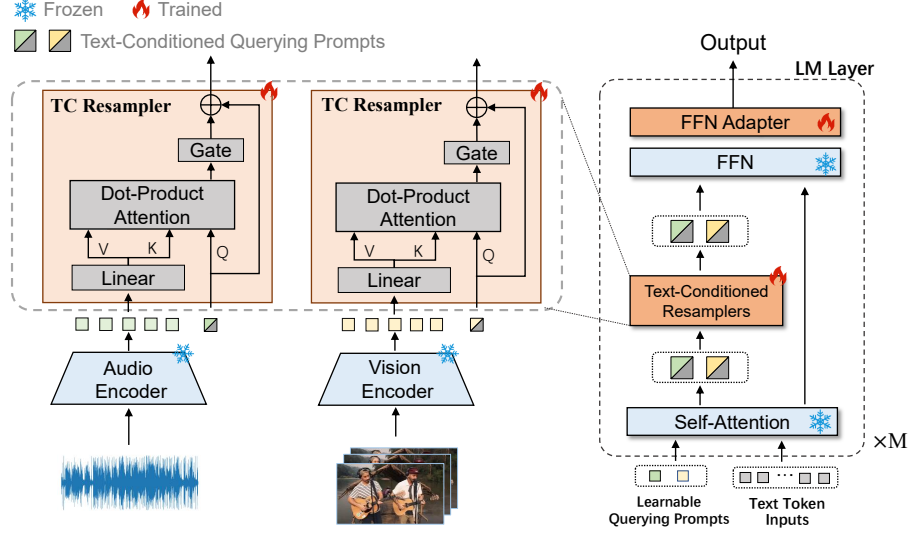 Frozen
Trained
Text-Conditioned Querying Prompts
TC Resampler
Gate
Dot-Product
Attention
V
K
Q
Linear
Audio
Encoder
TC Resampler
Gate
Dot-Product
Attention
V
K
Q
Linear
Vision
Encoder
Output
LM Layer
FFN Adapter
FFN
Text-Conditioned
Resamplers
Self-Attention
×M
...
Learnable
Querying Prompts
Text Token
Inputs